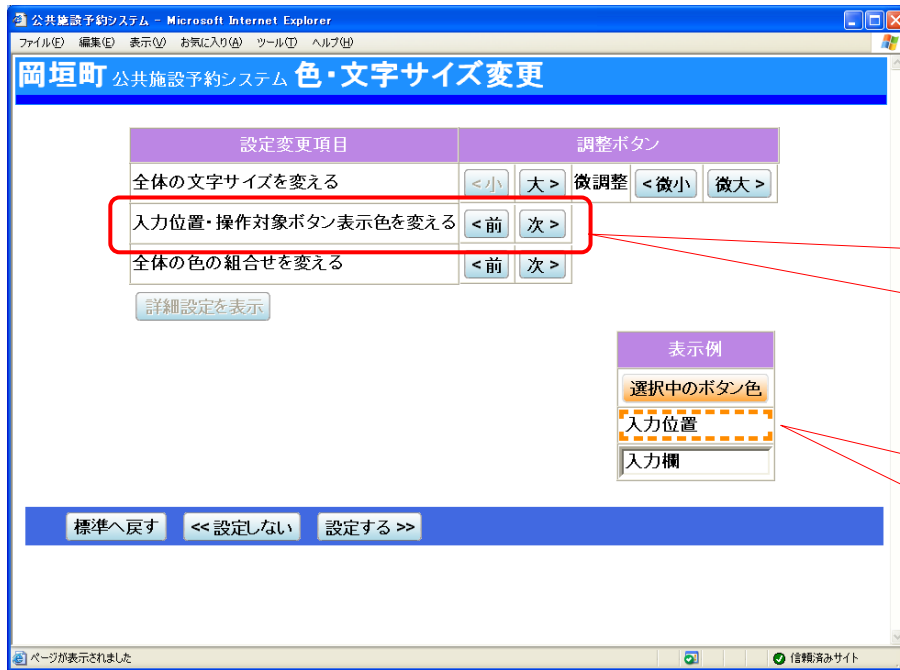 公共施設予約システム - Microsoft Internet Explorer
ファイル(F) 編集(E) 表示(V) お気に入り(A) ツール(T) ヘルプ(H)
岡垣町 公共施設予約システム 色・文字サイズ変更
設定変更項目 調整ボタン
全体の文字サイズを変える <小 大> 微調整 <微小 微大>
入力位置・操作対象ボタン表示色を変える <前 次>
全体の色の組合せを変える <前 次>
詳細設定を表示
表示例
選択中のボタン色
入力位置
入力欄
標準へ戻す <<設定しない 設定する>>
ページが表示されました 信頼済みサイト